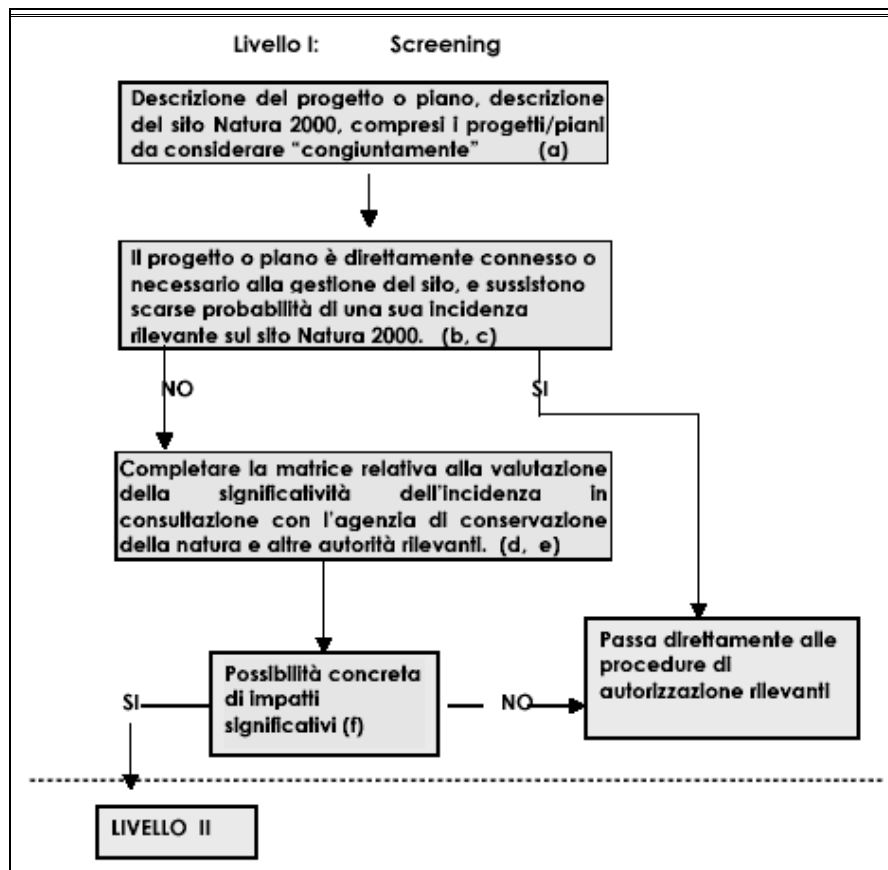 Livello I: Screening
Descrizione del progetto o piano, descrizione
del sito Natura 2000, compresi i progetti/piani
da considerare “congiuntamente” (a)
Il progetto o piano è direttamente connesso o
necessario alla gestione del sito, e sussistono
scarse probabilità di una sua incidenza
rilevante sul sito Natura 2000. (b, c)
NO
SI
Completare la matrice relativa alla valutazione
della significatività dell'incidenza in
consultazione con l'agenzia di conservazione
della natura e altre autorità rilevanti. (d, e)
Passa direttamente alle
procedure di
autorizzazione rilevanti
Possibilità concreta
di impatti
significativi (f)
SI
NO
LIVELLO II